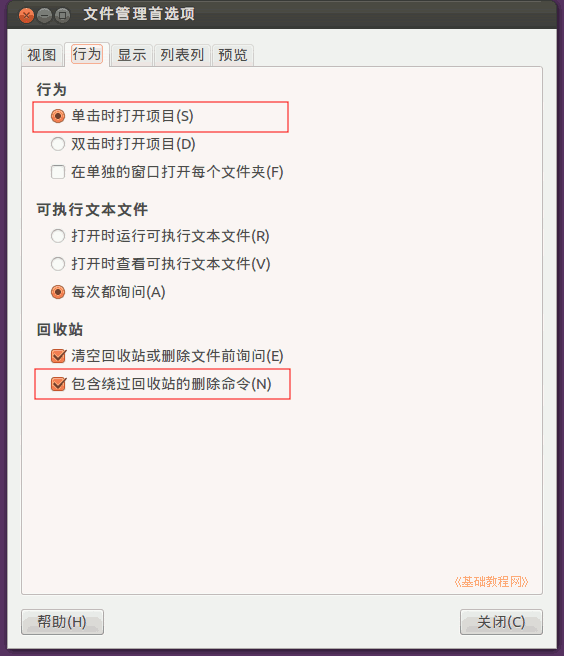 文件管理首选项
视图 行为 显示 列表列 预览
行为
单击时打开项目(S)
双击时打开项目(D)
在单独的窗口打开每个文件夹(F)
可执行文本文件
打开时运行可执行文本文件(R)
打开时查看可执行文本文件(V)
每次都询问(A)
回收站
清空回收站或删除文件前询问(E)
包含绕过回收站的删除命令(N)
《基础教程网》
帮助(H) 关闭(C)